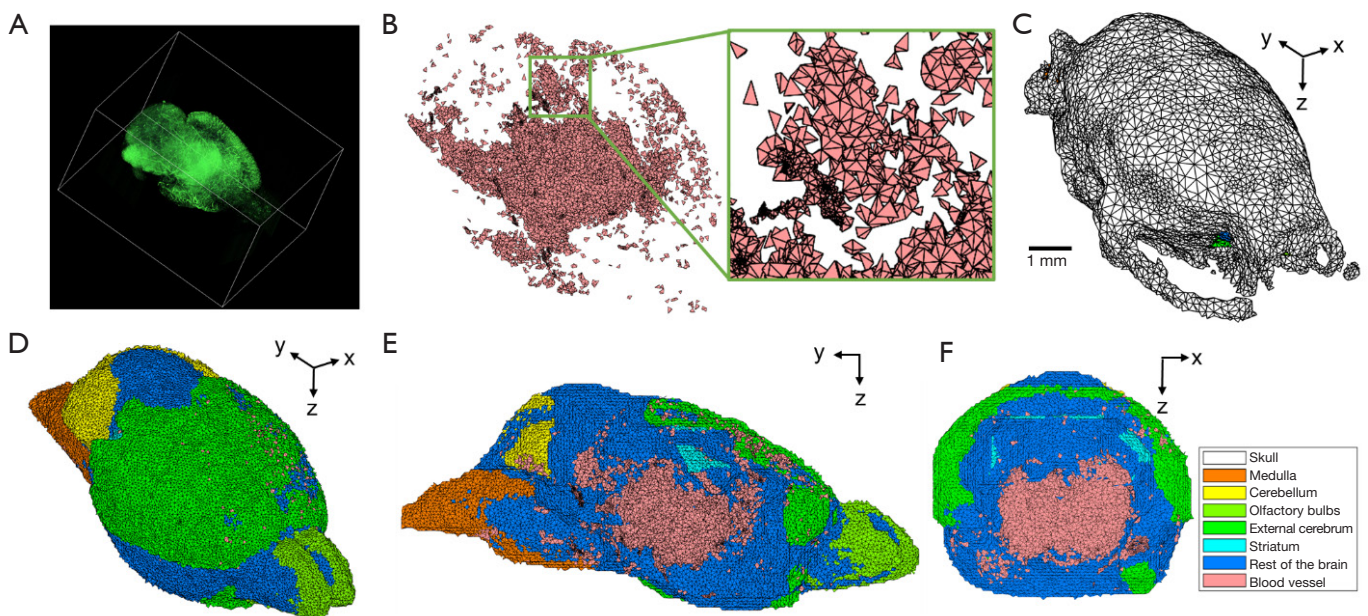 A
B
C
y
x
z
1 mm
D
y
x
z
E
y
z
F
x
z
Skull
Medulla
Cerebellum
Olfactory bulbs
External cerebrum
Striatum
Rest of the brain
Blood vessel